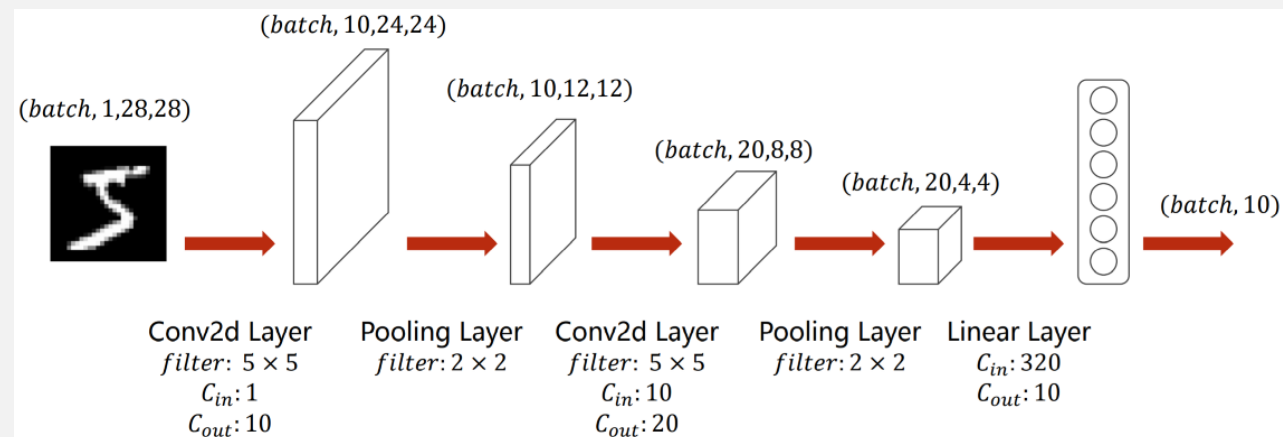 (batch, 10,24,24)
(batch, 10,12,12)
(batch, 1,28,28)
(batch, 20,8,8)
(batch, 20,4,4)
(batch, 10)
Conv2d Layer
filter: 5 × 5
C_in: 1
C_out: 10
Pooling Layer
filter: 2 × 2
Conv2d Layer
filter: 5 × 5
C_in: 10
C_out: 20
Pooling Layer
filter: 2 × 2
Linear Layer
C_in: 320
C_out: 10